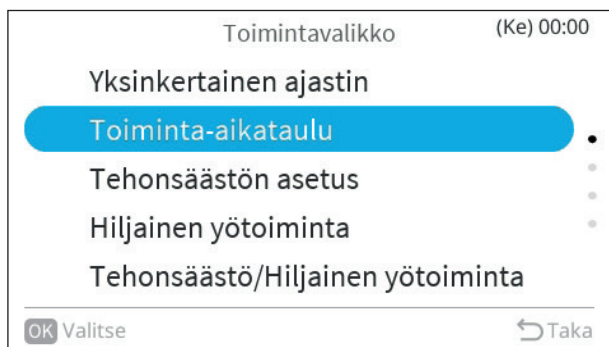 Toimintavalikko (Ke) 00:00
Yksinkertainen ajastin
Toiminta-aikataulu
Tehonsäästön asetus
Hiljainen yötoiminta
Tehonsäästö/Hiljainen yötoiminta
OK Valitse Taka